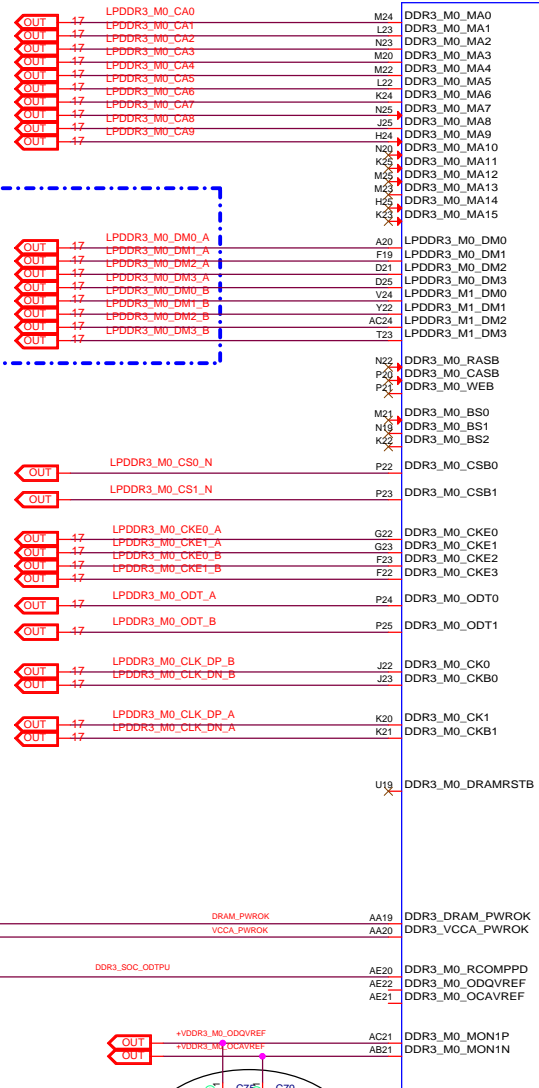 OUT 17 LPDDR3_M0_CA0 M24 DDR3_M0_MA0
OUT 17 LPDDR3_M0_CA1 L23 DDR3_M0_MA1
OUT 17 LPDDR3_M0_CA2 N23 DDR3_M0_MA2
OUT 17 LPDDR3_M0_CA3 M20 DDR3_M0_MA3
OUT 17 LPDDR3_M0_CA4 M22 DDR3_M0_MA4
OUT 17 LPDDR3_M0_CA5 L22 DDR3_M0_MA5
OUT 17 LPDDR3_M0_CA6 K24 DDR3_M0_MA6
OUT 17 LPDDR3_M0_CA7 N25 DDR3_M0_MA7
OUT 17 LPDDR3_M0_CA8 J25 DDR3_M0_MA8
OUT 17 LPDDR3_M0_CA9 H24 DDR3_M0_MA9
N20 DDR3_M0_MA10
K25 DDR3_M0_MA11
M25 DDR3_M0_MA12
M23 DDR3_M0_MA13
H25 DDR3_M0_MA14
K23 DDR3_M0_MA15
OUT 17 LPDDR3_M0_DM0_A A20 LPDDR3_M0_DM0
OUT 17 LPDDR3_M0_DM1_A F19 LPDDR3_M0_DM1
OUT 17 LPDDR3_M0_DM2_A D21 LPDDR3_M0_DM2
OUT 17 LPDDR3_M0_DM3_A D25 LPDDR3_M0_DM3
OUT 17 LPDDR3_M0_DM0_B V24 LPDDR3_M1_DM0
OUT 17 LPDDR3_M0_DM1_B Y22 LPDDR3_M1_DM1
OUT 17 LPDDR3_M0_DM2_B AC24 LPDDR3_M1_DM2
OUT 17 LPDDR3_M0_DM3_B T23 LPDDR3_M1_DM3
N22 DDR3_M0_RASB
P20 DDR3_M0_CASB
P21 DDR3_M0_WEB
M21 DDR3_M0_BS0
N19 DDR3_M0_BS1
K22 DDR3_M0_BS2
OUT LPDDR3_M0_CS0_N P22 DDR3_M0_CSB0
OUT LPDDR3_M0_CS1_N P23 DDR3_M0_CSB1
OUT 17 LPDDR3_M0_CKE0_A G22 DDR3_M0_CKE0
OUT 17 LPDDR3_M0_CKE1_A G23 DDR3_M0_CKE1
OUT 17 LPDDR3_M0_CKE0_B F23 DDR3_M0_CKE2
OUT 17 LPDDR3_M0_CKE1_B F22 DDR3_M0_CKE3
OUT 17 LPDDR3_M0_ODT_A P24 DDR3_M0_ODT0
OUT 17 LPDDR3_M0_ODT_B P25 DDR3_M0_ODT1
OUT 17 LPDDR3_M0_CLK_DP_B J22 DDR3_M0_CK0
OUT 17 LPDDR3_M0_CLK_DN_B J23 DDR3_M0_CKB0
OUT 17 LPDDR3_M0_CLK_DP_A K20 DDR3_M0_CK1
OUT 17 LPDDR3_M0_CLK_DN_A K21 DDR3_M0_CKB1
U19 DDR3_M0_DRAMRSTB
DRAM_PWROK AA19 DDR3_DRAM_PWROK
VCCA_PWROK AA20 DDR3_VCCA_PWROK
DDR3_SOC_ODTPU AE20 DDR3_M0_RCOMPPD
AE22 DDR3_M0_ODQVREF
AE21 DDR3_M0_OCAVREF
OUT +VDDR3_M0_ODQVREF AC21 DDR3_M0_MON1P
OUT +VDDR3_M0_OCAVREF AB21 DDR3_M0_MON1N